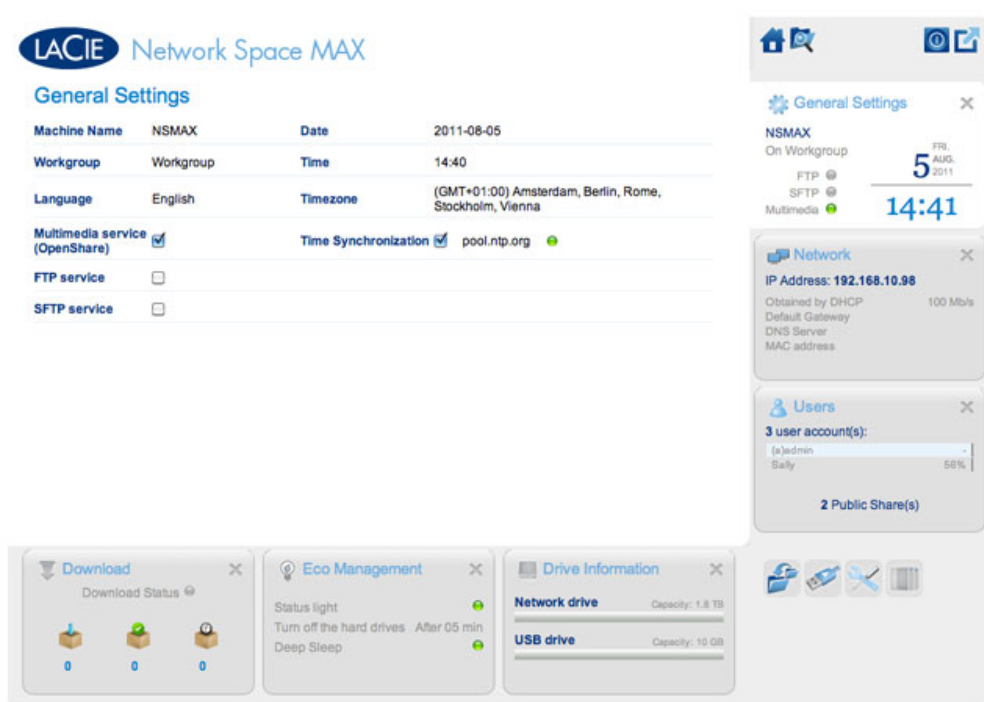 LACIE Network Space MAX
General Settings
Machine Name NSMAX Date 2011-08-05
Workgroup Workgroup Time 14:40
Language English Timezone (GMT+01:00) Amsterdam, Berlin, Rome,
Stockholm, Vienna
Multimedia service
(OpenShare) Time Synchronization pool.ntp.org
FTP service
SFTP service
General Settings
NSMAX
On Workgroup
FTP
SFTP
Multimedia
FRI.
5 AUG.
2011
14:41
Network
IP Address: 192.168.10.98
Obtained by DHCP 100 Mb/s
Default Gateway
DNS Server
MAC address
Users
3 user account(s):
(a)admin -
Sally 56%
2 Public Share(s)
Download
Download Status
0 0 0
Eco Management
Status light
Turn off the hard drives After 05 min
Deep Sleep
Drive Information
Network drive Capacity: 1.8 TB
USB drive Capacity: 10 GB